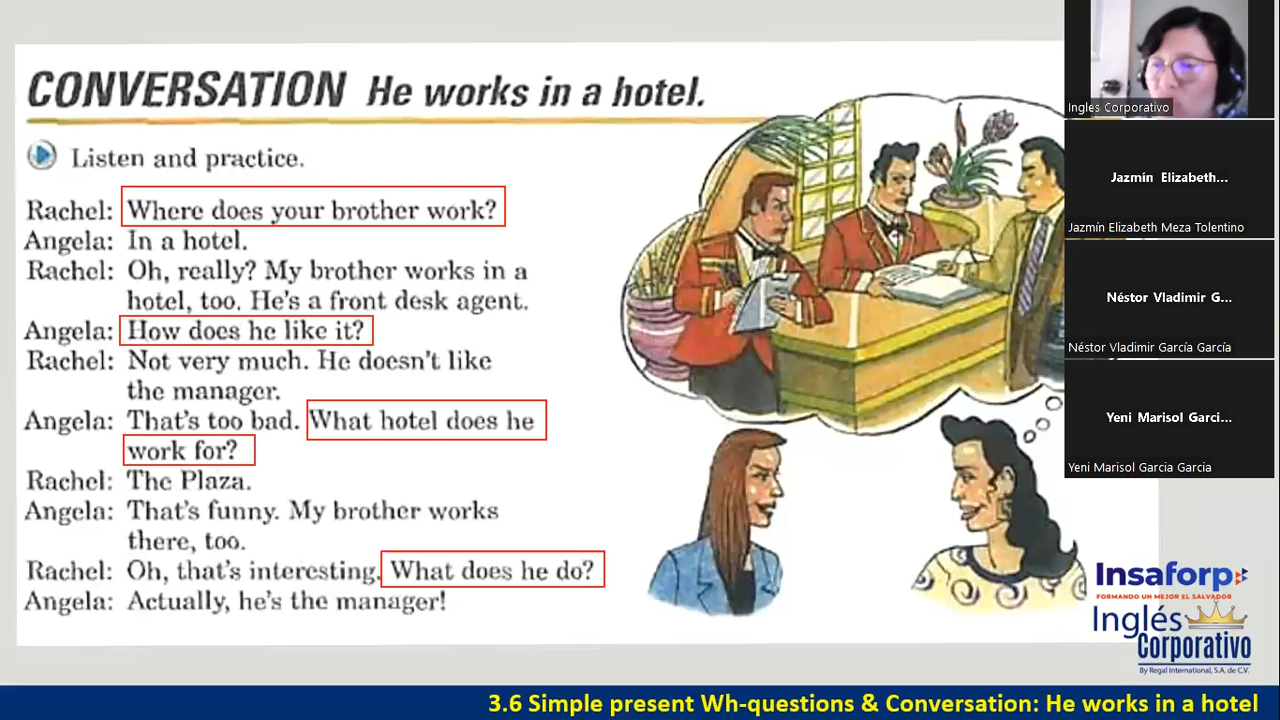 CONVERSATION He works in a hotel.
Listen and practice.
Rachel: Where does your brother work?
Angela: In a hotel.
Rachel: Oh, really? My brother works in a
hotel, too. He's a front desk agent.
Angela: How does he like it?
Rachel: Not very much. He doesn't like
the manager.
Angela: That's too bad. What hotel does he
work for?
Rachel: The Plaza.
Angela: That's funny. My brother works
there, too.
Rachel: Oh, that's interesting. What does he do?
Angela: Actually, he's the manager!
Ingles Corporativo
Jazmín Elizabeth...
Jazmín Elizabeth Meza Tolentino
Néstor Vladimir G...
Néstor Vladimir García García
Yeni Marisol Garci...
Yeni Marisol Garcia Garcia
Insaforp
FORMANDO UN MEJOR EL SALVADOR
Inglés
Corporativo
By Regal International, S.A. de C.V.
3.6 Simple present Wh-questions & Conversation: He works in a hotel